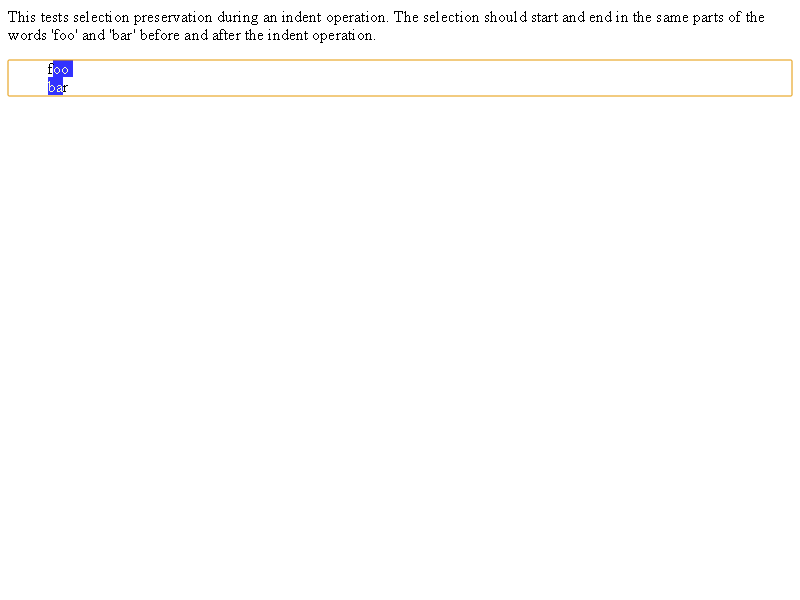 This tests selection preservation during an indent operation. The selection should start and end in the same parts of the
words 'foo' and 'bar' before and after the indent operation.
foo
bar